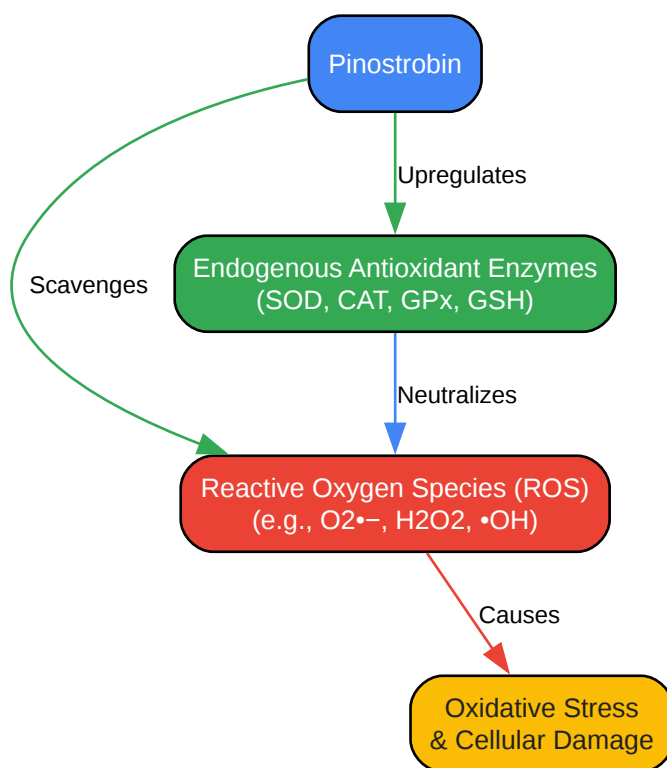 Pinostrobin
Upregulates
Endogenous Antioxidant Enzymes
(SOD, CAT, GPx, GSH)
Scavenges
Neutralizes
Reactive Oxygen Species (ROS)
(e.g., O2•−, H2O2, •OH)
Causes
Oxidative Stress
& Cellular Damage